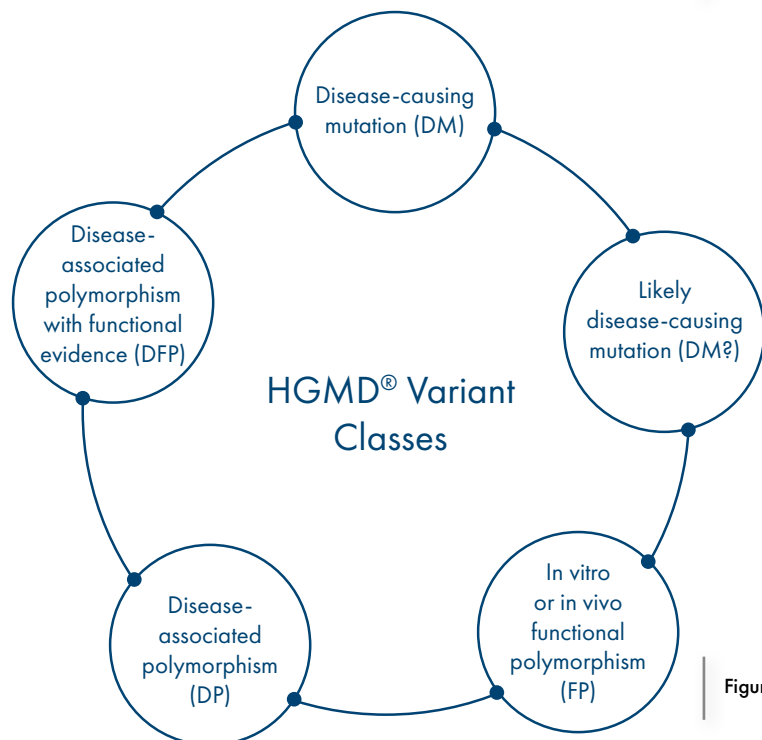 Disease-causing
mutation (DM)
Likely
disease-causing
mutation (DM?)
In vitro
or in vivo
functional
polymorphism
(FP)
Disease-
associated
polymorphism
(DP)
Disease-
associated
polymorphism
with functional
evidence (DFP)
HGMD® Variant
Classes
Figur